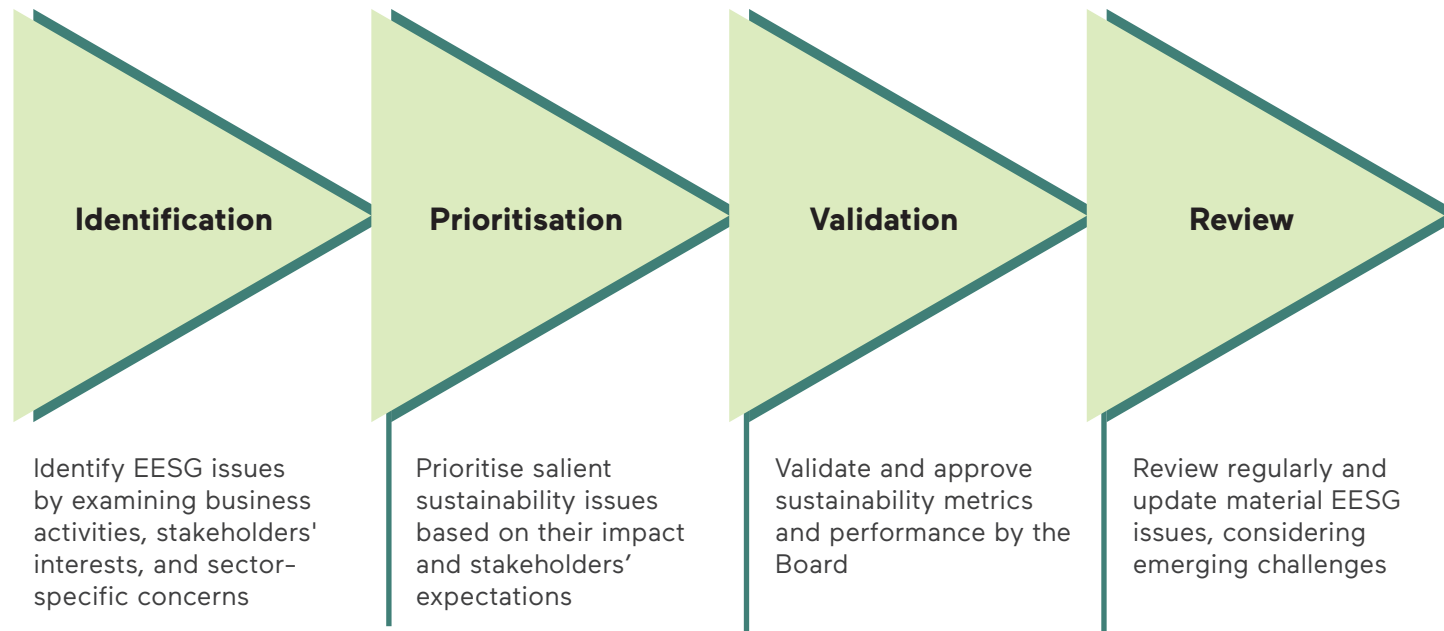 Identification
Prioritisation
Validation
Review
Identify EESG issues
by examining business
activities, stakeholders'
interests, and sector-
specific concerns
Prioritise salient
sustainability issues
based on their impact
and stakeholders’
expectations
Validate and approve
sustainability metrics
and performance by the
Board
Review regularly and
update material EESG
issues, considering
emerging challenges